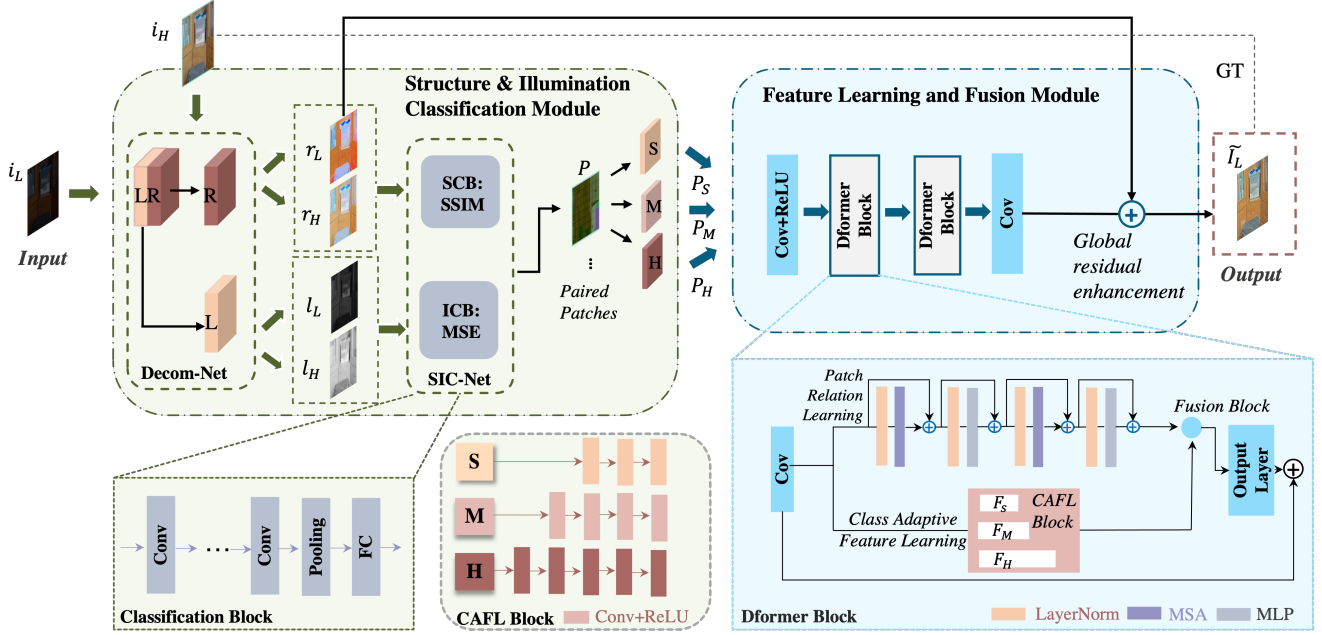 i_H
Structure & Illumination
Classification Module
Feature Learning and Fusion Module
GT
i_L
Input
LR
R
L
Decom-Net
r_L
r_H
l_L
l_H
SCB:
SSIM
ICB:
MSE
SIC-Net
P
...
Paired
Patches
S
M
H
P_S
P_M
P_H
Cov+ReLU
Dformer
Block
Dformer
Block
Cov
Global
residual
enhancement
Ĩ_L
Output
Conv
...
Conv
Pooling
FC
Classification Block
S
M
H
CAFL Block
Conv+ReLU
Patch
Relation
Learning
Fusion Block
Cov
Output
Layer
Class Adaptive
Feature Learning
F_S
F_M
F_H
CAFL
Block
Dformer Block
LayerNorm
MSA
MLP